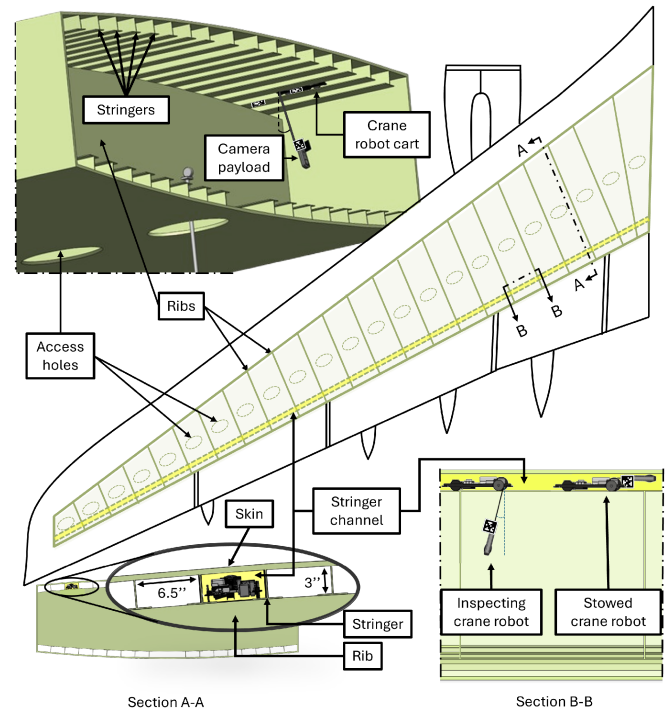 Stringers
Camera
payload
Crane
robot cart
A
A
B
B
Ribs
Access
holes
Stringer
channel
Skin
6.5’’
3’’
Stringer
Rib
Inspecting
crane robot
Stowed
crane robot
Section A-A
Section B-B